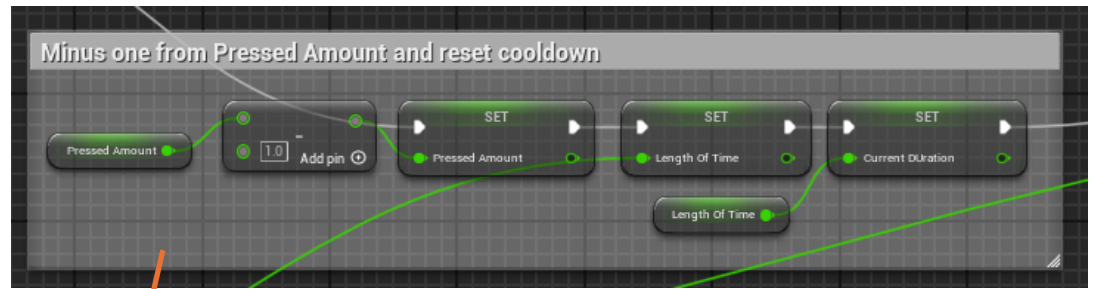 Minus one from Pressed Amount and reset cooldown
SET
SET
SET
Pressed Amount
-
1.0
Add pin
Pressed Amount
Length Of Time
Current DUration
Length Of Time